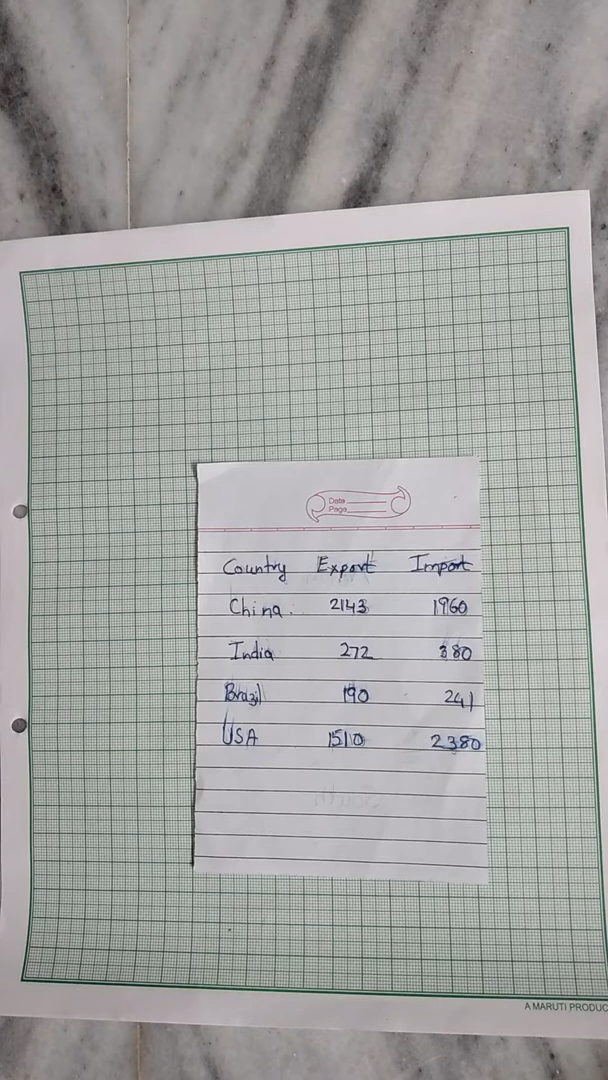 Date
Page
Country Export Import
China. 2143 1960
India 272 380
Brazil 190 241
USA 1510 2380
A MARUTI PRODUC